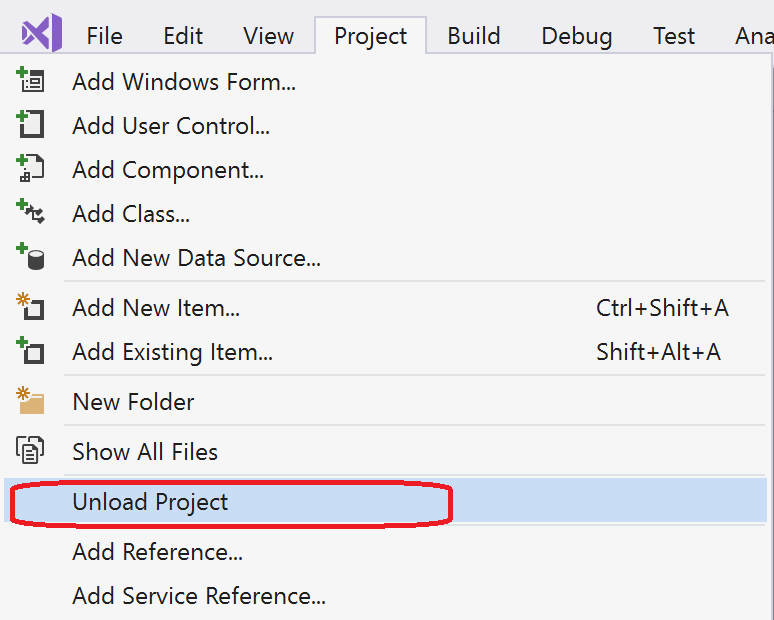 File Edit View Project Build Debug Test Ana
Add Windows Form...
Add User Control...
Add Component...
Add Class...
Add New Data Source...
Add New Item... Ctrl+Shift+A
Add Existing Item... Shift+Alt+A
New Folder
Show All Files
Unload Project
Add Reference...
Add Service Reference...